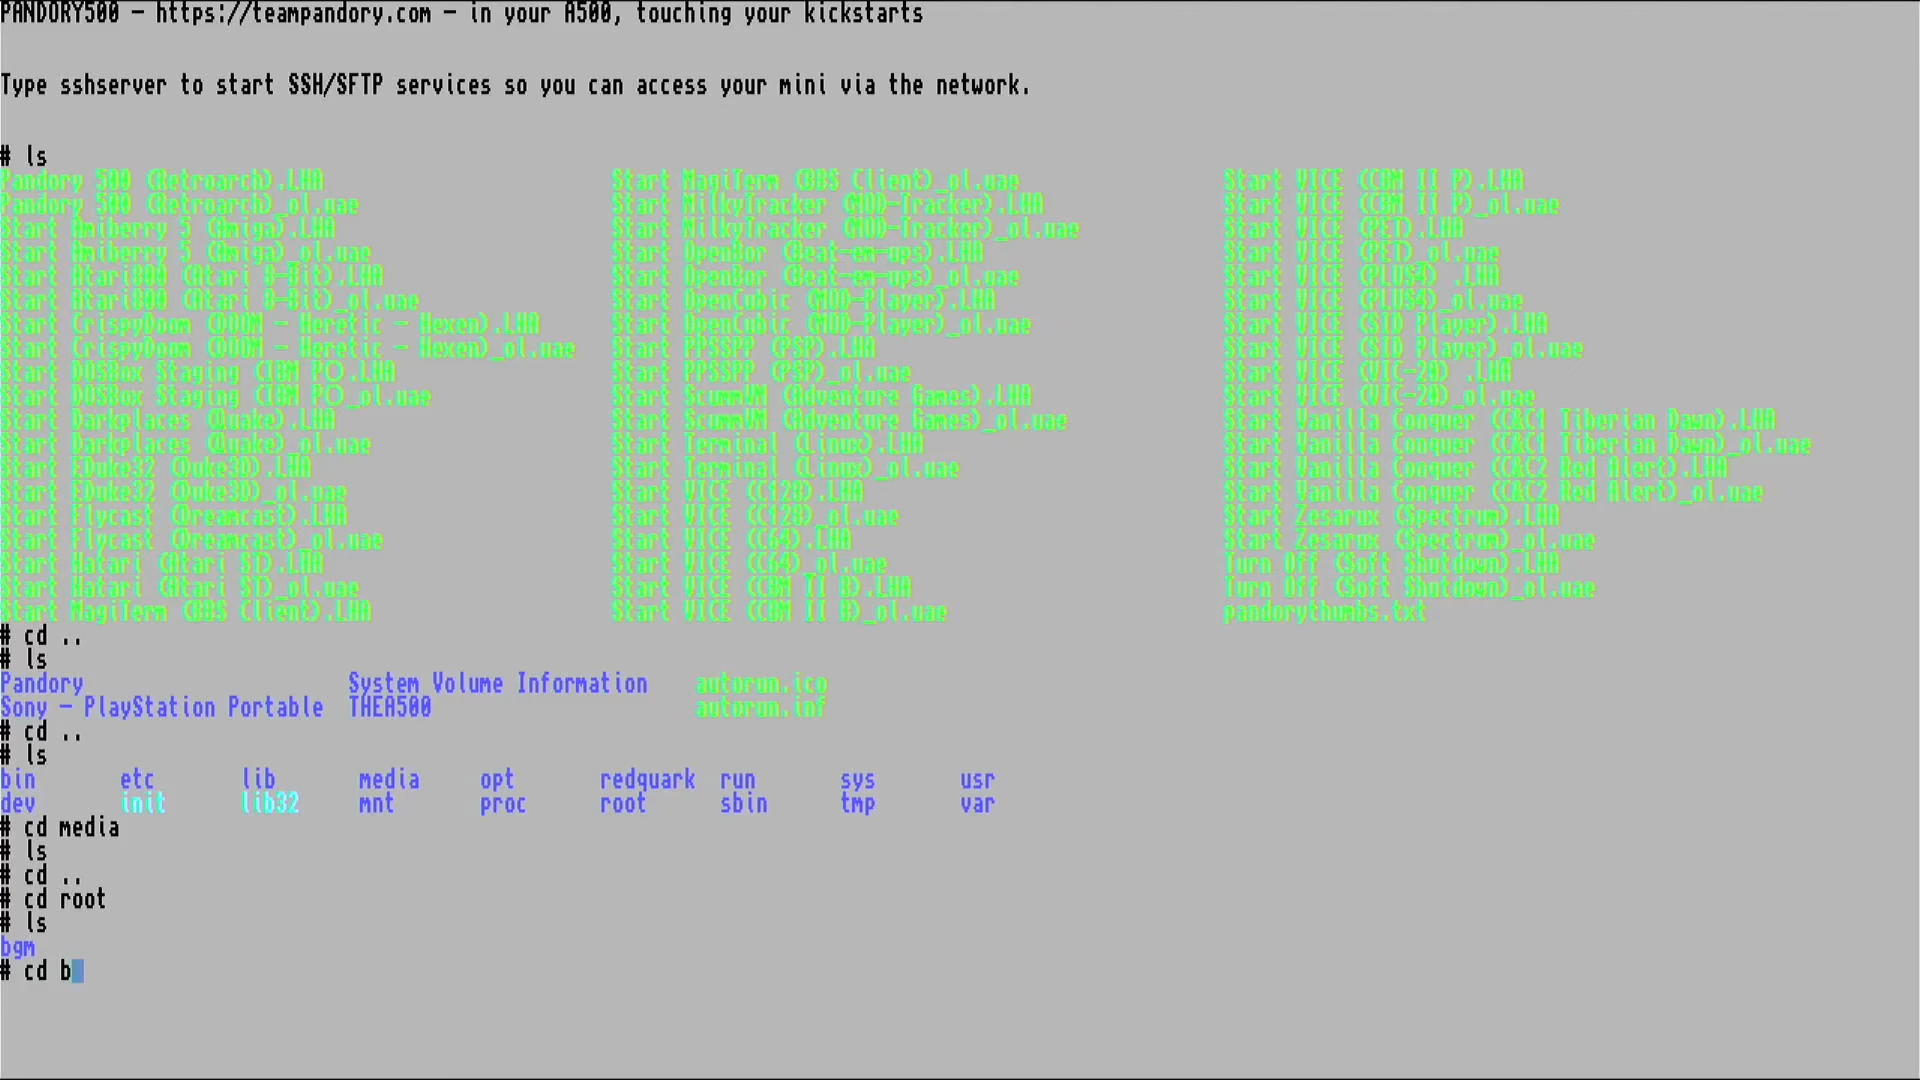 PANDORY500 – https://teampandory.com – in your A500, touching your kickstarts
Type sshserver to start SSH/SFTP services so you can access your mini via the network.
# ls
Pandory 500 (Retroarch).LHA Start MagiTerm (BBS Client)_ol.uae Start VICE (CBM II P).LHA
Pandory 500 (Retroarch)_ol.uae Start MilkyTracker (MOD-Tracker).LHA Start VICE (CBM II P)_ol.uae
Start Amiberry 5 (Amiga).LHA Start MilkyTracker (MOD-Tracker)_ol.uae Start VICE (PET).LHA
Start Amiberry 5 (Amiga)_ol.uae Start OpenBor (Beat-em-ups).LHA Start VICE (PET)_ol.uae
Start Atari800 (Atari 8-Bit).LHA Start OpenBor (Beat-em-ups)_ol.uae Start VICE (PLUS4) .LHA
Start Atari800 (Atari 8-Bit)_ol.uae Start OpenCubic (MOD-Player).LHA Start VICE (PLUS4)_ol.uae
Start CrispyDoom (DOOM - Heretic - Hexen).LHA Start OpenCubic (MOD-Player)_ol.uae Start VICE (SID Player).LHA
Start CrispyDoom (DOOM - Heretic - Hexen)_ol.uae Start PPSSPP (PSP).LHA Start VICE (SID Player)_ol.uae
Start DOSBox Staging (IBM PC).LHA Start PPSSPP (PSP)_ol.uae Start VICE (VIC-20) .LHA
Start DOSBox Staging (IBM PC)_ol.uae Start ScummVM (Adventure Games).LHA Start VICE (VIC-20)_ol.uae
Start Darkplaces (Quake).LHA Start ScummVM (Adventure Games)_ol.uae Start Vanilla Conquer (C&C1 Tiberian Dawn).LHA
Start Darkplaces (Quake)_ol.uae Start Terminal (Linux).LHA Start Vanilla Conquer (C&C1 Tiberian Dawn)_ol.uae
Start EDuke32 (Duke3D).LHA Start Terminal (Linux)_ol.uae Start Vanilla Conquer (C&C2 Red Alert).LHA
Start EDuke32 (Duke3D)_ol.uae Start VICE (C128).LHA Start Vanilla Conquer (C&C2 Red Alert)_ol.uae
Start Flycast (Dreamcast).LHA Start VICE (C128)_ol.uae Start Zesarux (Spectrum).LHA
Start Flycast (Dreamcast)_ol.uae Start VICE (C64).LHA Start Zesarux (Spectrum)_ol.uae
Start Hatari (Atari ST).LHA Start VICE (C64)_ol.uae Turn Off (Soft Shutdown).LHA
Start Hatari (Atari ST)_ol.uae Start VICE (CBM II B).LHA Turn Off (Soft Shutdown)_ol.uae
Start MagiTerm (BBS Client).LHA Start VICE (CBM II B)_ol.uae pandorythumbs.txt
# cd ..
# ls
Pandory System Volume Information autorun.ico
Sony – PlayStation Portable THEA500 autorun.inf
# cd ..
# ls
bin etc lib media opt redquark run sys usr
dev init lib32 mnt proc root sbin tmp var
# cd media
# ls
# cd ..
# cd root
# ls
bgm
# cd b